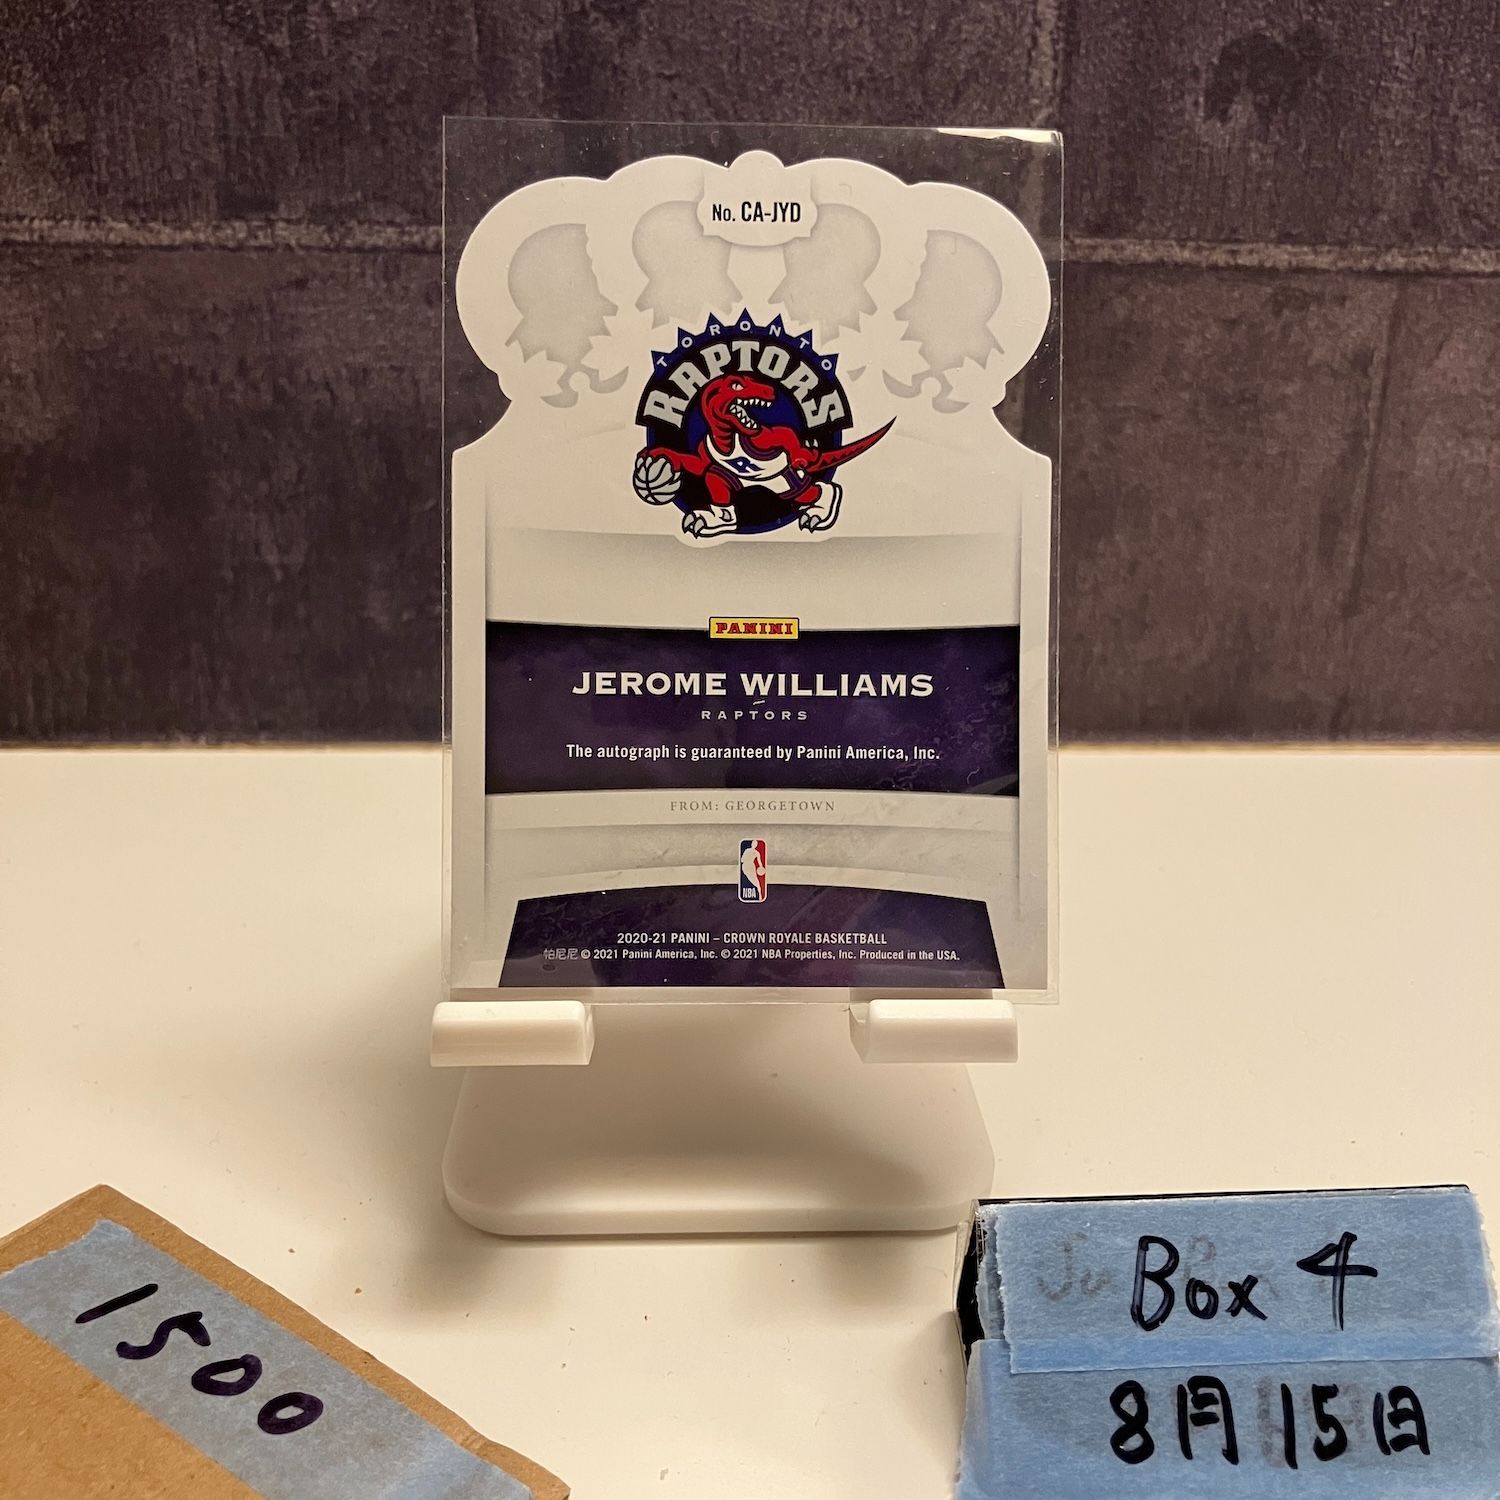 No. CA-JYD
TORONTO
RAPTORS
PANINI
JEROME WILLIAMS
RAPTORS
The autograph is guaranteed by Panini America, Inc.
FROM: GEORGETOWN
NBA
2020-21 PANINI – CROWN ROYALE BASKETBALL
帕尼尼 © 2021 Panini America, Inc. © 2021 NBA Properties, Inc. Produced in the USA.
1500
Box 4
8月15日